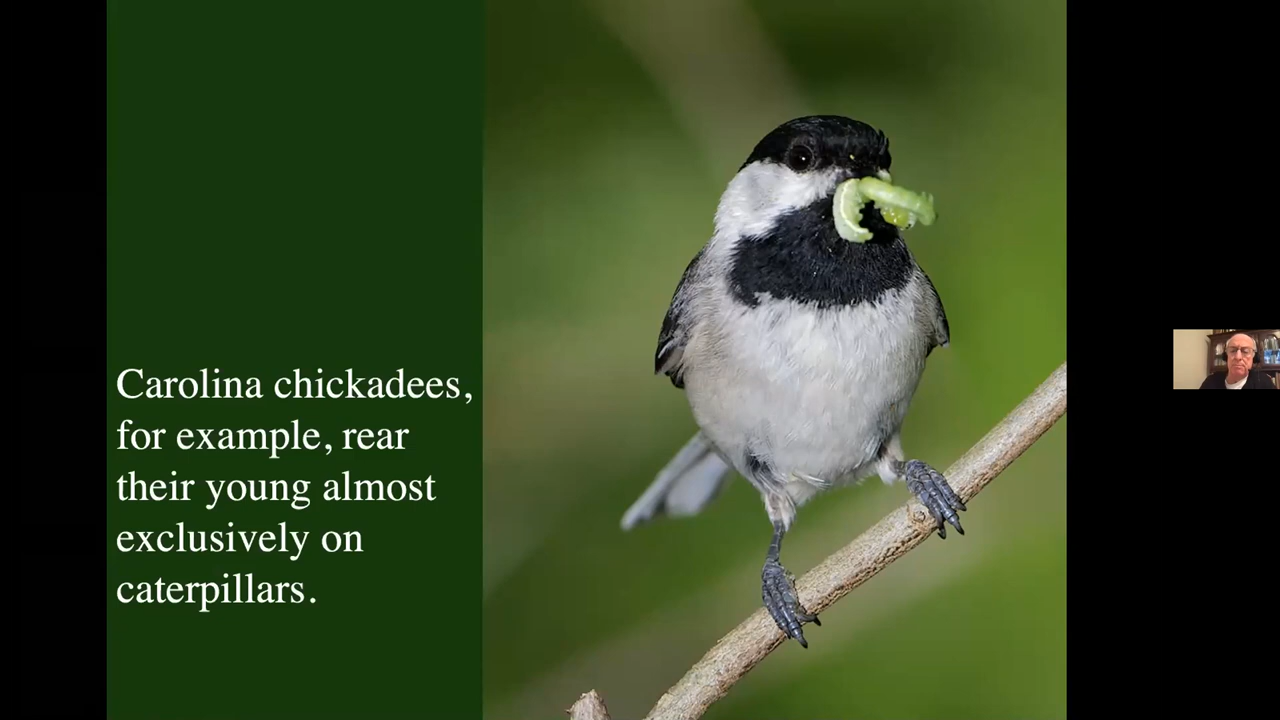 Carolina chickadees,
for example, rear
their young almost
exclusively on
caterpillars.